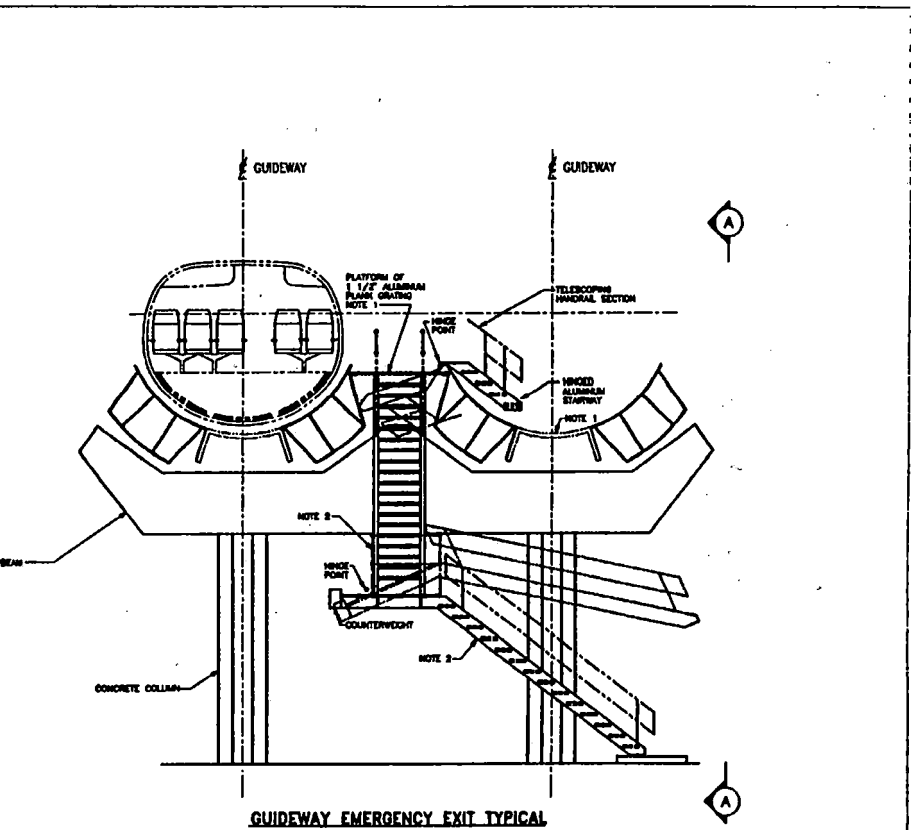 ℄ GUIDEWAY
℄ GUIDEWAY
A
PLATFORM OF
1 1/2" ALUMINUM
PLANK GRATING
NOTE 1
TELESCOPING
HANDRAIL SECTION
HINGE
POINT
HINGED
ALUMINUM
STAIRWAY
NOTE 1
NOTE 2
BEAM
HINGE
POINT
COUNTERWEIGHT
NOTE 2
CONCRETE COLUMN
A
GUIDEWAY EMERGENCY EXIT TYPICAL